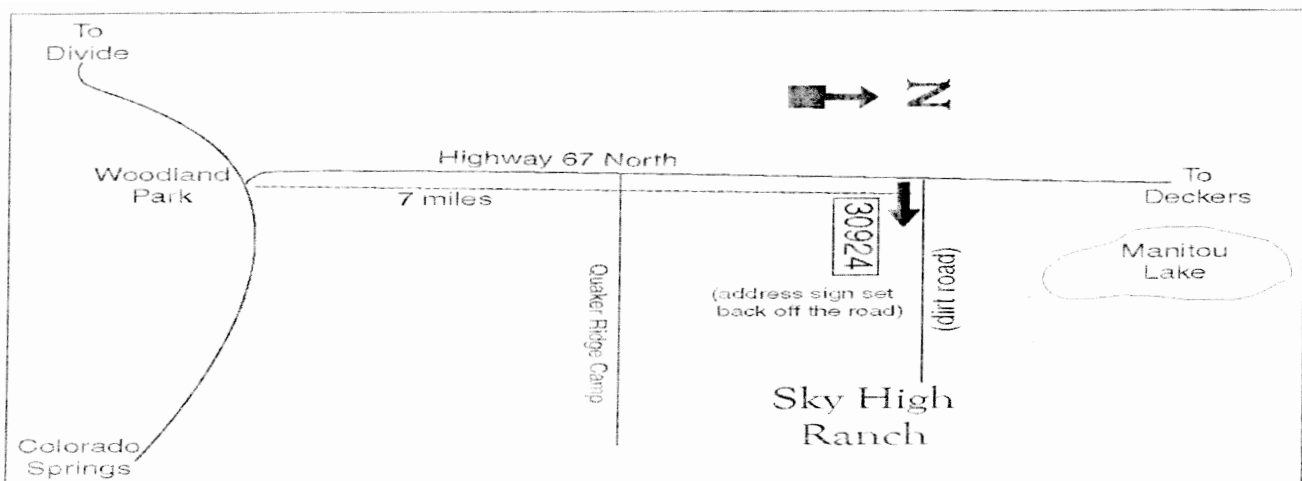 To
Divide
N
Highway 67 North
Woodland
Park
7 miles
To
Deckers
30924
Manitou
Lake
Quaker Ridge Camp
(address sign set
back off the road)
(dirt road)
Sky High
Ranch
Colorado
Springs